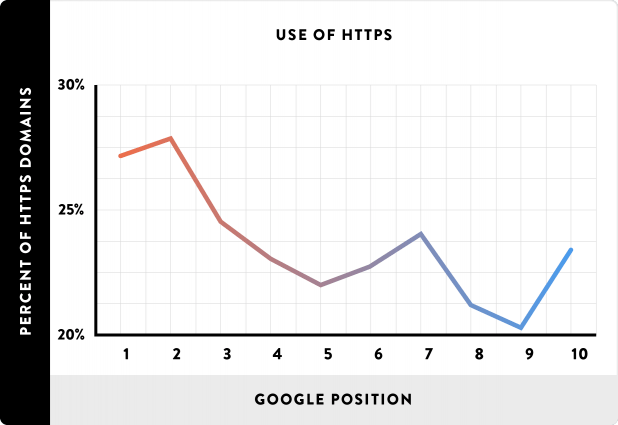 USE OF HTTPS
PERCENT OF HTTPS DOMAINS
30%
25%
20%
1 2 3 4 5 6 7 8 9 10
GOOGLE POSITION